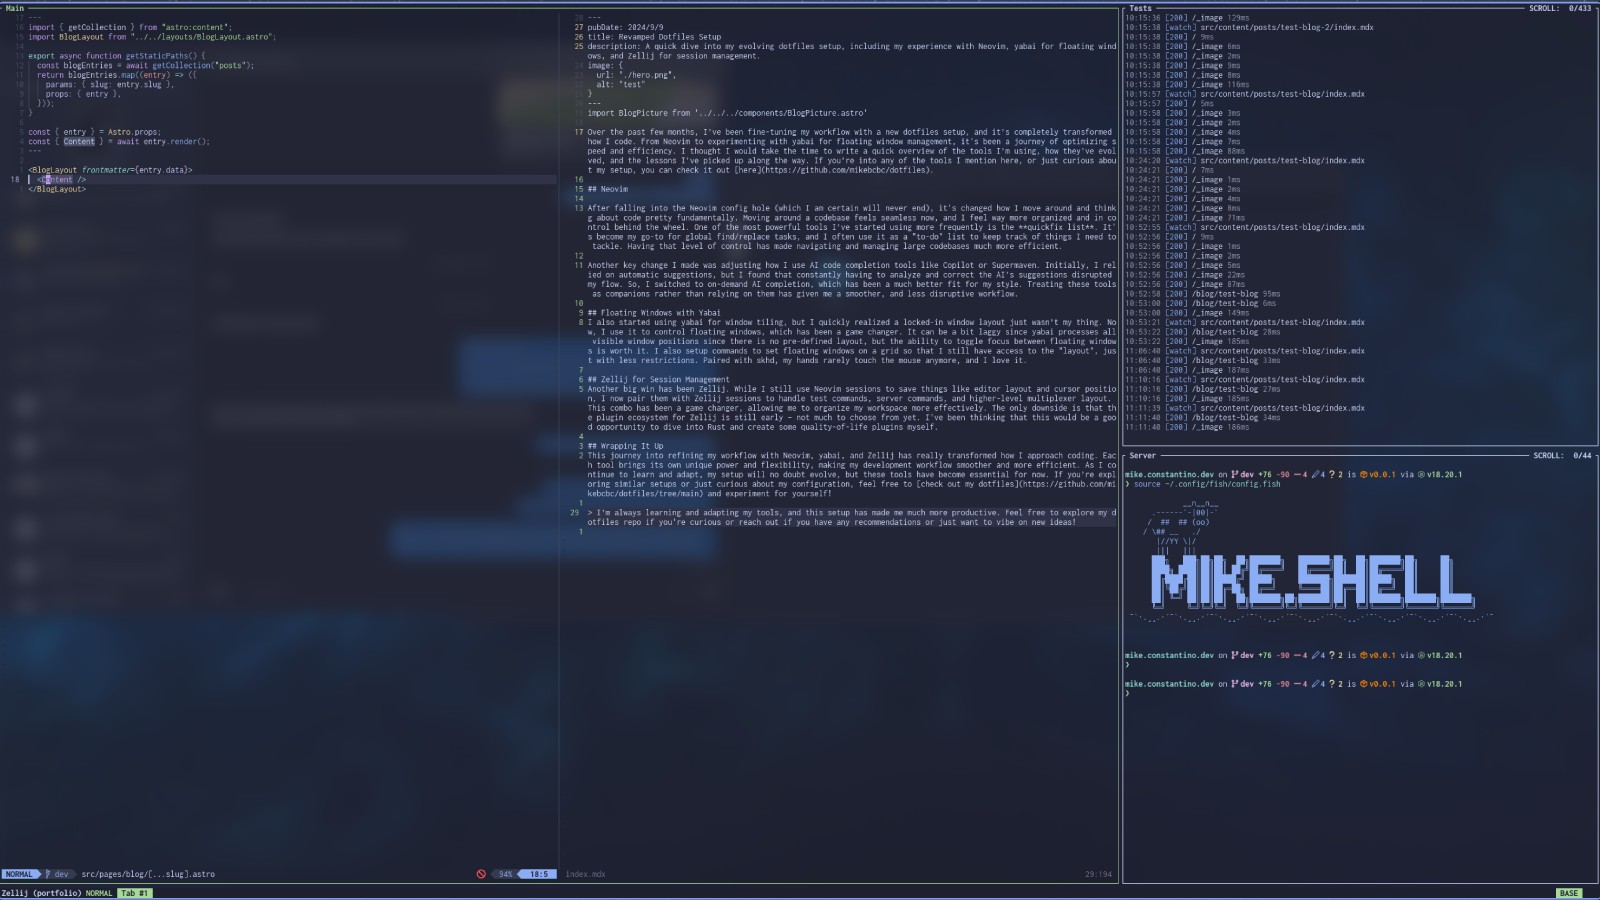 Main
---
import { getCollection } from "astro:content";
import BlogLayout from "../../layouts/BlogLayout.astro";
export async function getStaticPaths() {
const blogEntries = await getCollection("posts");
return blogEntries.map((entry) => ({
params: { slug: entry.slug },
props: { entry },
}));
}
const { entry } = Astro.props;
const { Content } = await entry.render();
---
<BlogLayout frontmatter={entry.data}>
18 <Content />
</BlogLayout>
NORMAL dev src/pages/blog/[...slug].astro 94% 18:5
---
27 pubDate: 2024/9/9
26 title: Revamped Dotfiles Setup
25 description: A quick dive into my evolving dotfiles setup, including my experience with Neovim, yabai for floating wind
ows, and Zellij for session management.
image: {
url: "./hero.png",
alt: "test"
}
---
import BlogPicture from '../../../components/BlogPicture.astro'
17 Over the past few months, I've been fine-tuning my workflow with a new dotfiles setup, and it's completely transformed
how I code. From Neovim to experimenting with yabai for floating window management, it's been a journey of optimizing s
peed and efficiency. I thought I would take the time to write a quick overview of the tools I'm using, how they've evol
ved, and the lessons I've picked up along the way. If you're into any of the tools I mention here, or just curious abou
t my setup, you can check it out [here](https://github.com/mikebcbc/dotfiles).
16
15 ## Neovim
14
13 After falling into the Neovim config hole (which I am certain will never end), it's changed how I move around and think
g about code pretty fundamentally. Moving around a codebase feels seamless now, and I feel way more organized and in co
ntrol behind the wheel. One of the most powerful tools I've started using more frequently is the **quickfix list**. It'
s become my go-to for global find/replace tasks, and I often use it as a "to-do" list to keep track of things I need to
tackle. Having that level of control has made navigating and managing large codebases much more efficient.
12
11 Another key change I made was adjusting how I use AI code completion tools like Copilot or Supermaven. Initially, I rel
ied on automatic suggestions, but I found that constantly having to analyze and correct the AI's suggestions disrupted
my flow. So, I switched to on-demand AI completion, which has been a much better fit for my style. Treating these tools
as companions rather than relying on them has given me a smoother, and less disruptive workflow.
10
9 ## Floating Windows with Yabai
8 I also started using yabai for window tiling, but I quickly realized a locked-in window layout just wasn't my thing. No
w, I use it to control floating windows, which has been a game changer. It can be a bit laggy since yabai processes all
visible window positions since there is no pre-defined layout, but the ability to toggle focus between floating window
s is worth it. I also setup commands to set floating windows on a grid so that I still have access to the "layout", jus
t with less restrictions. Paired with skhd, my hands rarely touch the mouse anymore, and I love it.
7
6 ## Zellij for Session Management
5 Another big win has been Zellij. While I still use Neovim sessions to save things like editor layout and cursor positio
n, I now pair them with Zellij sessions to handle test commands, server commands, and higher-level multiplexer layout.
This combo has been a game changer, allowing me to organize my workspace more effectively. The only downside is that th
e plugin ecosystem for Zellij is still early – not much to choose from yet. I've been thinking that this would be a goo
d opportunity to dive into Rust and create some quality-of-life plugins myself.
4
3 ## Wrapping It Up
2 This journey into refining my workflow with Neovim, yabai, and Zellij has really transformed how I approach coding. Eac
h tool brings its own unique power and flexibility, making my development workflow smoother and more efficient. As I co
ntinue to learn and adapt, my setup will no doubt evolve, but these tools have become essential for now. If you're expl
oring similar setups or just curious about my configuration, feel free to [check out my dotfiles](https://github.com/mi
kebcbc/dotfiles/tree/main) and experiment for yourself!
1
29 > I'm always learning and adapting my tools, and this setup has made me much more productive. Feel free to explore my d
otfiles repo if you're curious or reach out if you have any recommendations or just want to vibe on new ideas!
1
index.mdx 29:194
Tests SCROLL: 0/433
10:15:36 [200] /_image 129ms
10:15:38 [watch] src/content/posts/test-blog-2/index.mdx
10:15:38 [200] / 9ms
10:15:38 [200] /_image 6ms
10:15:38 [200] /_image 2ms
10:15:38 [200] /_image 9ms
10:15:38 [200] /_image 8ms
10:15:38 [200] /_image 116ms
10:15:57 [watch] src/content/posts/test-blog/index.mdx
10:15:57 [200] / 5ms
10:15:58 [200] /_image 3ms
10:15:58 [200] /_image 2ms
10:15:58 [200] /_image 4ms
10:15:58 [200] /_image 7ms
10:15:58 [200] /_image 88ms
10:24:20 [watch] src/content/posts/test-blog/index.mdx
10:24:21 [200] / 7ms
10:24:21 [200] /_image 1ms
10:24:21 [200] /_image 2ms
10:24:21 [200] /_image 4ms
10:24:21 [200] /_image 8ms
10:24:21 [200] /_image 71ms
10:52:55 [watch] src/content/posts/test-blog/index.mdx
10:52:56 [200] / 9ms
10:52:56 [200] /_image 1ms
10:52:56 [200] /_image 2ms
10:52:56 [200] /_image 5ms
10:52:56 [200] /_image 22ms
10:52:56 [200] /_image 87ms
10:52:58 [200] /blog/test-blog 95ms
10:53:00 [200] /blog/test-blog 6ms
10:53:00 [200] /_image 149ms
10:53:21 [watch] src/content/posts/test-blog/index.mdx
10:53:22 [200] /blog/test-blog 28ms
10:53:22 [200] /_image 185ms
11:06:40 [watch] src/content/posts/test-blog/index.mdx
11:06:40 [200] /blog/test-blog 33ms
11:06:40 [200] /_image 187ms
11:10:16 [watch] src/content/posts/test-blog/index.mdx
11:10:16 [200] /blog/test-blog 27ms
11:10:16 [200] /_image 185ms
11:11:39 [watch] src/content/posts/test-blog/index.mdx
11:11:40 [200] /blog/test-blog 34ms
11:11:40 [200] /_image 186ms
Server SCROLL: 0/44
mike.constantino.dev on dev +76 -90 —4 4 ? 2 is v0.0.1 via v18.20.1
❯ source ~/.config/fish/config.fish
MIKE.SHELL
mike.constantino.dev on dev +76 -90 —4 4 ? 2 is v0.0.1 via v18.20.1
❯
mike.constantino.dev on dev +76 -90 —4 4 ? 2 is v0.0.1 via v18.20.1
❯
Zellij (portfolio) NORMAL Tab #1 BASE